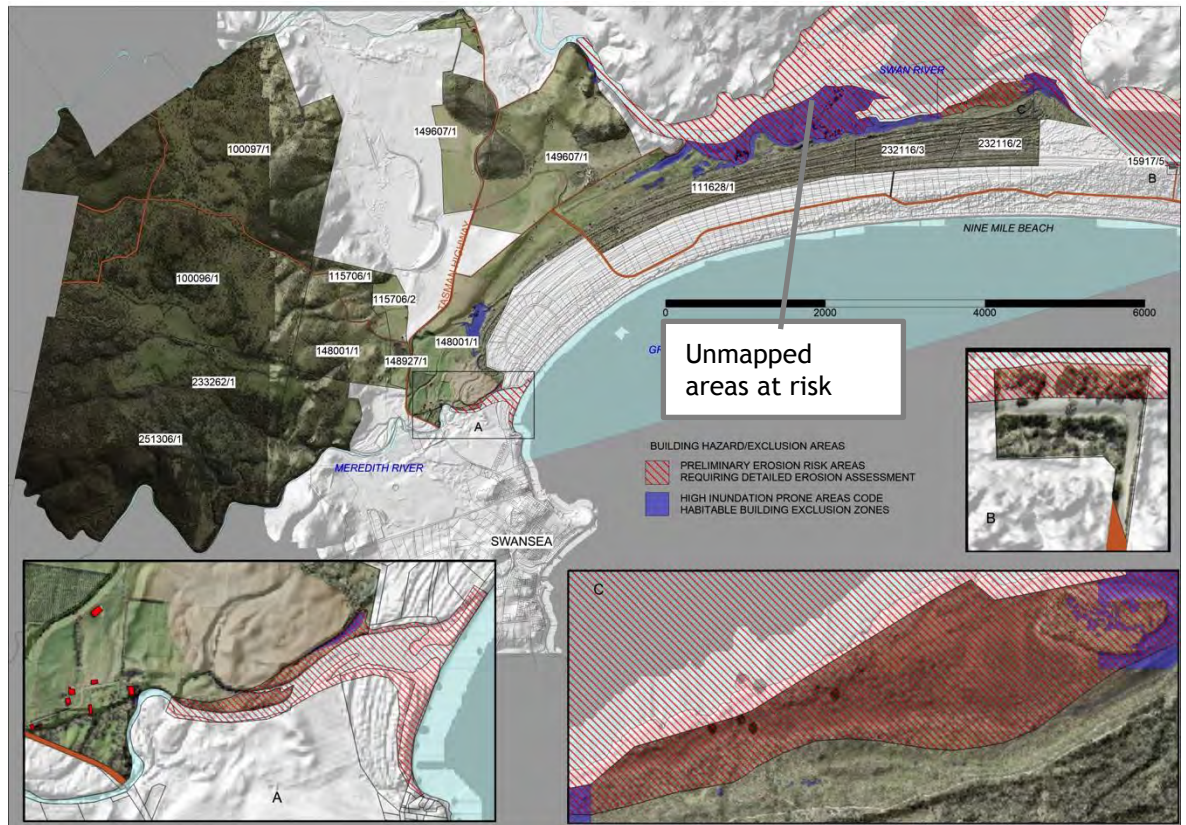 SWAN RIVER
149607/1
100097/1
149607/1
C
232116/3
232116/2
15917/5
B
111628/1
NINE MILE BEACH
TASMAN HIGHWAY
100096/1
115706/1
115706/2
0
2000
4000
6000
148001/1
148001/1
148927/1
Unmapped
areas at risk
233262/1
A
251306/1
MEREDITH RIVER
BUILDING HAZARD/EXCLUSION AREAS
PRELIMINARY EROSION RISK AREAS
REQUIRING DETAILED EROSION ASSESSMENT
HIGH INUNDATION PRONE AREAS CODE
HABITABLE BUILDING EXCLUSION ZONES
B
SWANSEA
A
C